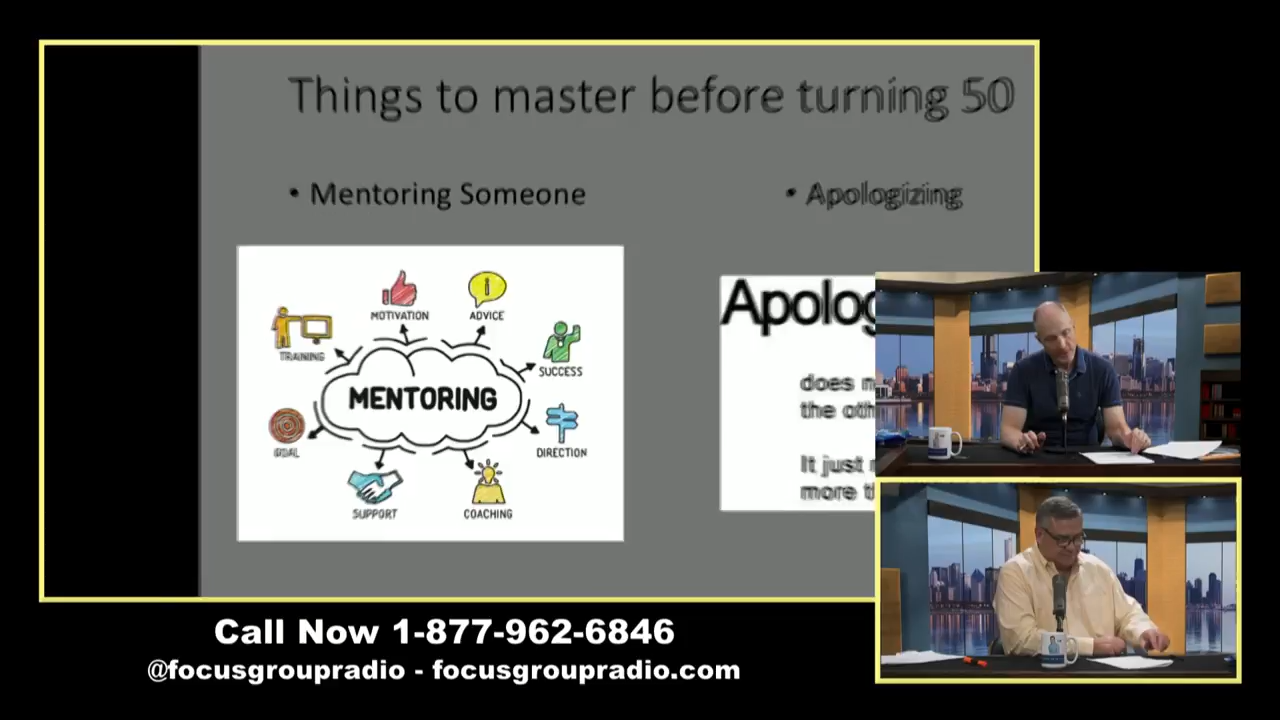 Things to master before turning 50
• Mentoring Someone
• Apologizing
MOTIVATION
ADVICE
TRAINING
SUCCESS
MENTORING
GOAL
DIRECTION
SUPPORT
COACHING
Apolog
does
the oth
It just
more
Call Now 1-877-962-6846
@focusgroupradio - focusgroupradio.com